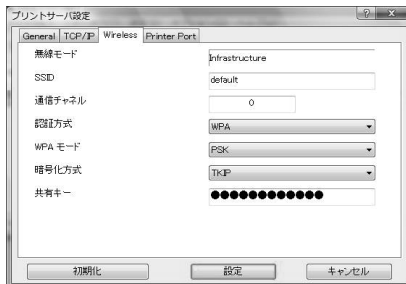 プリントサーバ設定
General TCP/IP Wireless Printer Port
無線モード Infrastructure
SSID default
通信チャネル 0
認証方式 WPA
WPA モード PSK
暗号化方式 TKIP
共有キー ●●●●●●●●●●●●
初期化 設定 キャンセル